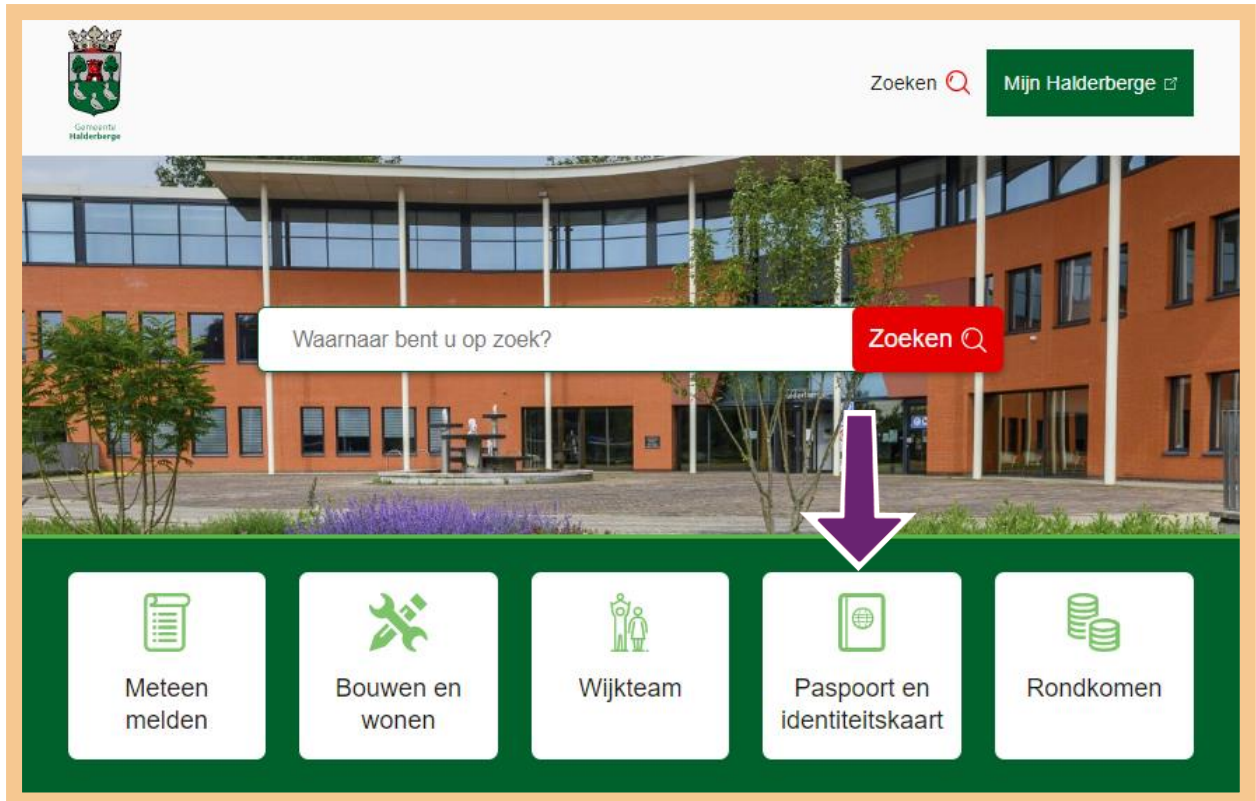 Gemeente
Halderberge
Zoeken
Mijn Halderberge
Waarnaar bent u op zoek?
Zoeken
Meteen
melden
Bouwen en
wonen
Wijkteam
Paspoort en
identiteitskaart
Rondkomen